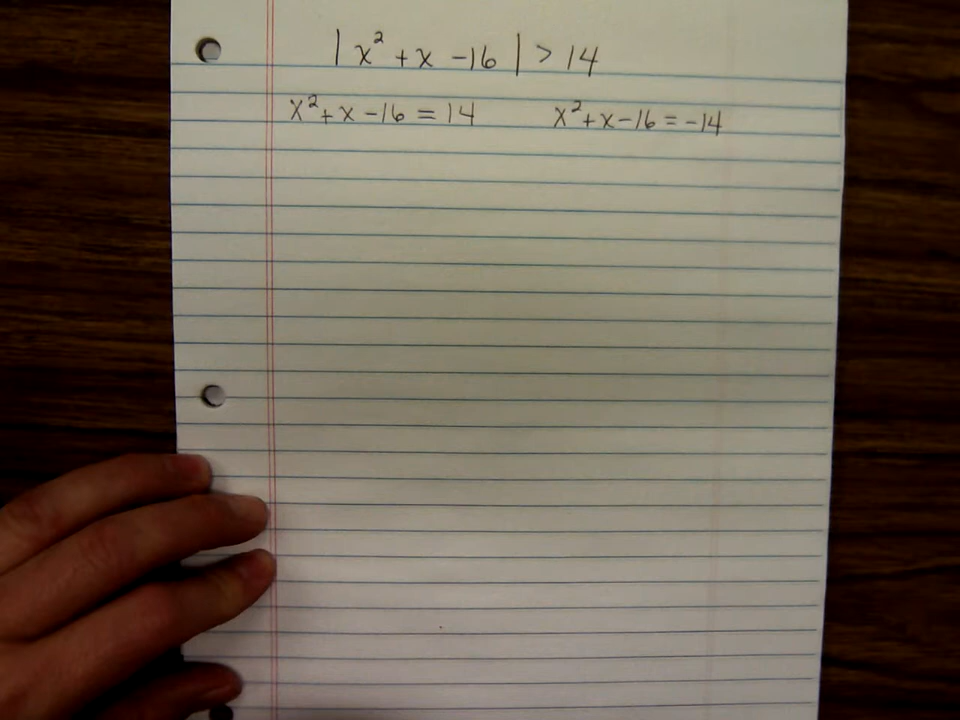 |x² + x - 16| > 14
x² + x - 16 = 14    x² + x - 16 = -14